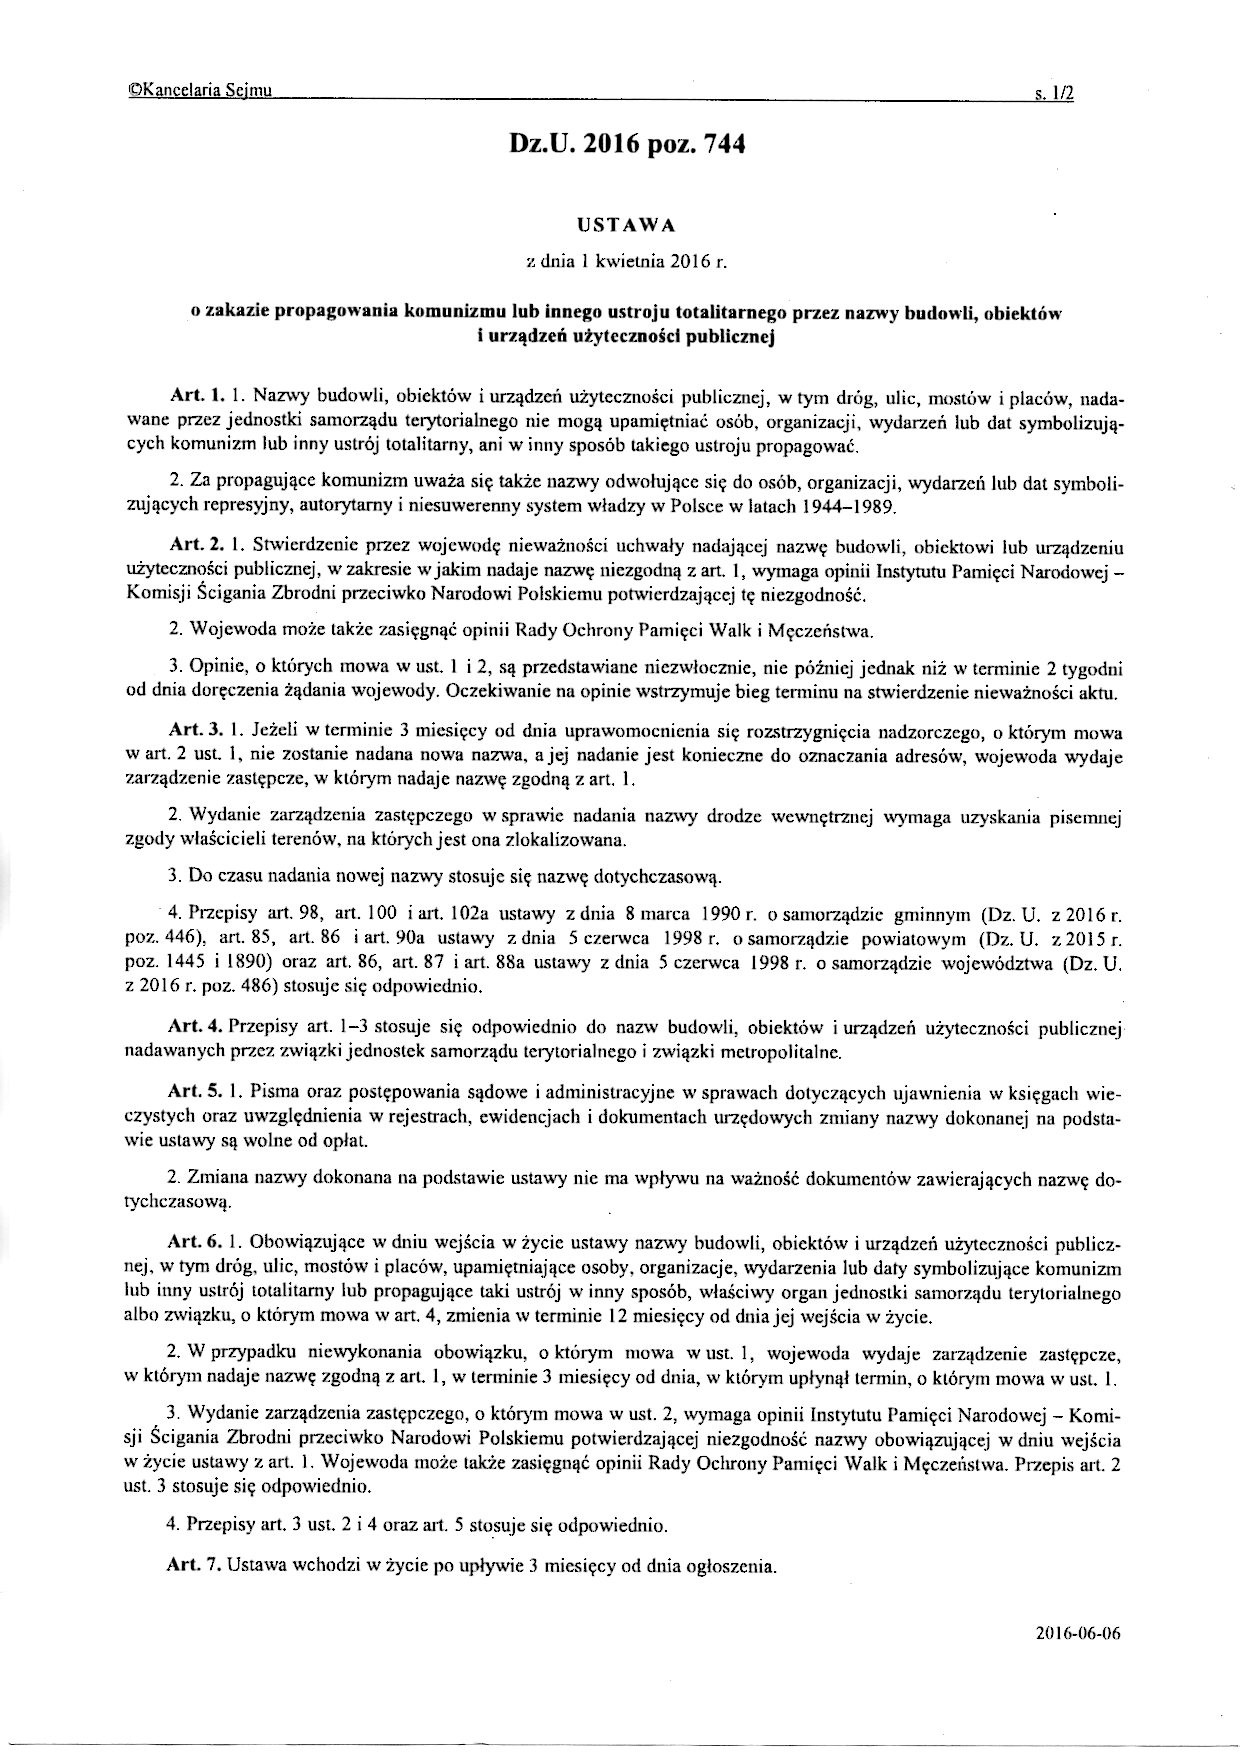 ©Kancelaria Sejmu s. 1/2
Dz.U. 2016 poz. 744
USTAWA
z dnia 1 kwietnia 2016 r.
o zakazie propagowania komunizmu lub innego ustroju totalitarnego przez nazwy budowli, obiektów
i urządzeń użyteczności publicznej
Art. 1. 1. Nazwy budowli, obiektów i urządzeń użyteczności publicznej, w tym dróg, ulic, mostów i placów, nada-
wane przez jednostki samorządu terytorialnego nie mogą upamiętniać osób, organizacji, wydarzeń lub dat symbolizują-
cych komunizm lub inny ustrój totalitarny, ani w inny sposób takiego ustroju propagować.
2. Za propagujące komunizm uważa się także nazwy odwołujące się do osób, organizacji, wydarzeń lub dat symboli-
zujących represyjny, autorytarny i niesuwerenny system władzy w Polsce w latach 1944–1989.
Art. 2. 1. Stwierdzenie przez wojewodę nieważności uchwały nadającej nazwę budowli, obiektowi lub urządzeniu
użyteczności publicznej, w zakresie w jakim nadaje nazwę niezgodną z art. 1, wymaga opinii Instytutu Pamięci Narodowej –
Komisji Ścigania Zbrodni przeciwko Narodowi Polskiemu potwierdzającej tę niezgodność.
2. Wojewoda może także zasięgnąć opinii Rady Ochrony Pamięci Walk i Męczeństwa.
3. Opinie, o których mowa w ust. 1 i 2, są przedstawiane niezwłocznie, nie później jednak niż w terminie 2 tygodni
od dnia doręczenia żądania wojewody. Oczekiwanie na opinie wstrzymuje bieg terminu na stwierdzenie nieważności aktu.
Art. 3. 1. Jeżeli w terminie 3 miesięcy od dnia uprawomocnienia się rozstrzygnięcia nadzorczego, o którym mowa
w art. 2 ust. 1, nie zostanie nadana nowa nazwa, a jej nadanie jest konieczne do oznaczania adresów, wojewoda wydaje
zarządzenie zastępcze, w którym nadaje nazwę zgodną z art. 1.
2. Wydanie zarządzenia zastępczego w sprawie nadania nazwy drodze wewnętrznej wymaga uzyskania pisemnej
zgody właścicieli terenów, na których jest ona zlokalizowana.
3. Do czasu nadania nowej nazwy stosuje się nazwę dotychczasową.
4. Przepisy art. 98, art. 100 i art. 102a ustawy z dnia 8 marca 1990 r. o samorządzie gminnym (Dz. U. z 2016 r.
poz. 446), art. 85, art. 86 i art. 90a ustawy z dnia 5 czerwca 1998 r. o samorządzie powiatowym (Dz. U. z 2015 r.
poz. 1445 i 1890) oraz art. 86, art. 87 i art. 88a ustawy z dnia 5 czerwca 1998 r. o samorządzie województwa (Dz. U.
z 2016 r. poz. 486) stosuje się odpowiednio.
Art. 4. Przepisy art. 1–3 stosuje się odpowiednio do nazw budowli, obiektów i urządzeń użyteczności publicznej
nadawanych przez związki jednostek samorządu terytorialnego i związki metropolitalne.
Art. 5. 1. Pisma oraz postępowania sądowe i administracyjne w sprawach dotyczących ujawnienia w księgach wie-
czystych oraz uwzględnienia w rejestrach, ewidencjach i dokumentach urzędowych zmiany nazwy dokonanej na podsta-
wie ustawy są wolne od opłat.
2. Zmiana nazwy dokonana na podstawie ustawy nie ma wpływu na ważność dokumentów zawierających nazwę do-
tychczasową.
Art. 6. 1. Obowiązujące w dniu wejścia w życie ustawy nazwy budowli, obiektów i urządzeń użyteczności publicz-
nej, w tym dróg, ulic, mostów i placów, upamiętniające osoby, organizacje, wydarzenia lub daty symbolizujące komunizm
lub inny ustrój totalitarny lub propagujące taki ustrój w inny sposób, właściwy organ jednostki samorządu terytorialnego
albo związku, o którym mowa w art. 4, zmienia w terminie 12 miesięcy od dnia jej wejścia w życie.
2. W przypadku niewykonania obowiązku, o którym mowa w ust. 1, wojewoda wydaje zarządzenie zastępcze,
w którym nadaje nazwę zgodną z art. 1, w terminie 3 miesięcy od dnia, w którym upłynął termin, o którym mowa w ust. 1.
3. Wydanie zarządzenia zastępczego, o którym mowa w ust. 2, wymaga opinii Instytutu Pamięci Narodowej – Komi-
sji Ścigania Zbrodni przeciwko Narodowi Polskiemu potwierdzającej niezgodność nazwy obowiązującej w dniu wejścia
w życie ustawy z art. 1. Wojewoda może także zasięgnąć opinii Rady Ochrony Pamięci Walk i Męczeństwa. Przepis art. 2
ust. 3 stosuje się odpowiednio.
4. Przepisy art. 3 ust. 2 i 4 oraz art. 5 stosuje się odpowiednio.
Art. 7. Ustawa wchodzi w życie po upływie 3 miesięcy od dnia ogłoszenia.
2016-06-06